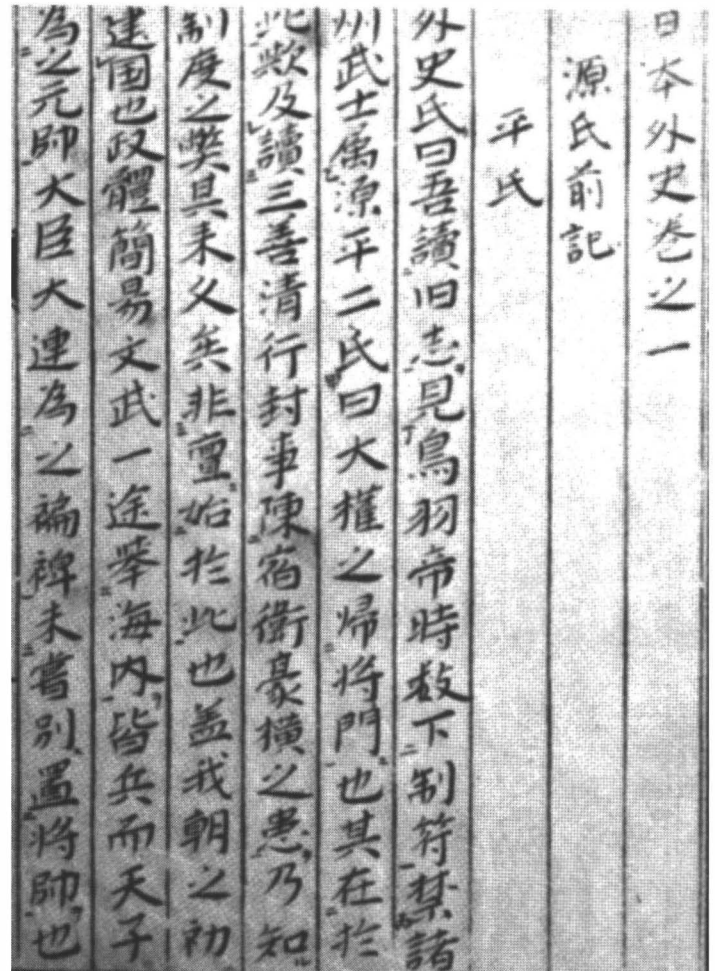 日本外史巻之一
源氏前記
平氏
外史氏曰吾讀旧志見鳥羽帝時数下制符禁諸
州武士属源平二氏曰大権之帰将門也其在於
此歟及讀三善清行封事陳宿衛豪横之患乃知
制度之弊其来久矣非亶始於此也盖我朝之初
建国也政體簡易文武一途挙海内皆兵而天子
為之元帥大臣大連為之褊裨未嘗別置将帥也